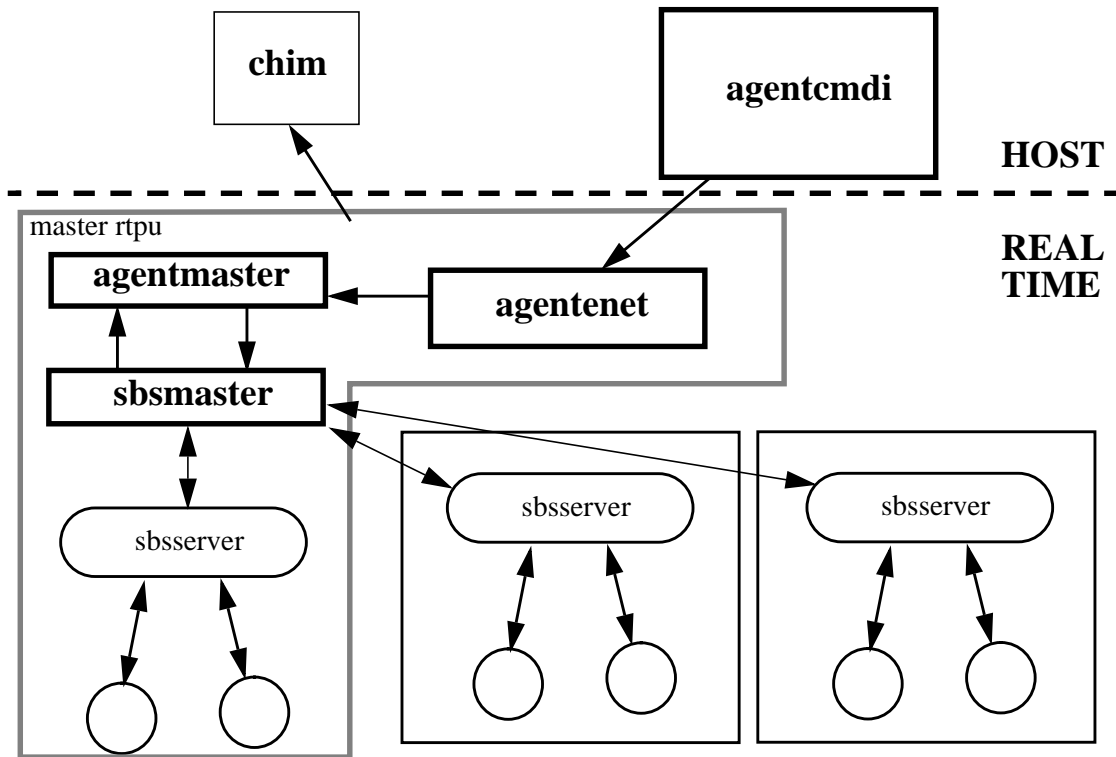 chim
agentcmdi
HOST
master rtpu
REAL
TIME
agentmaster
agentenet
sbsmaster
sbsserver
sbsserver
sbsserver